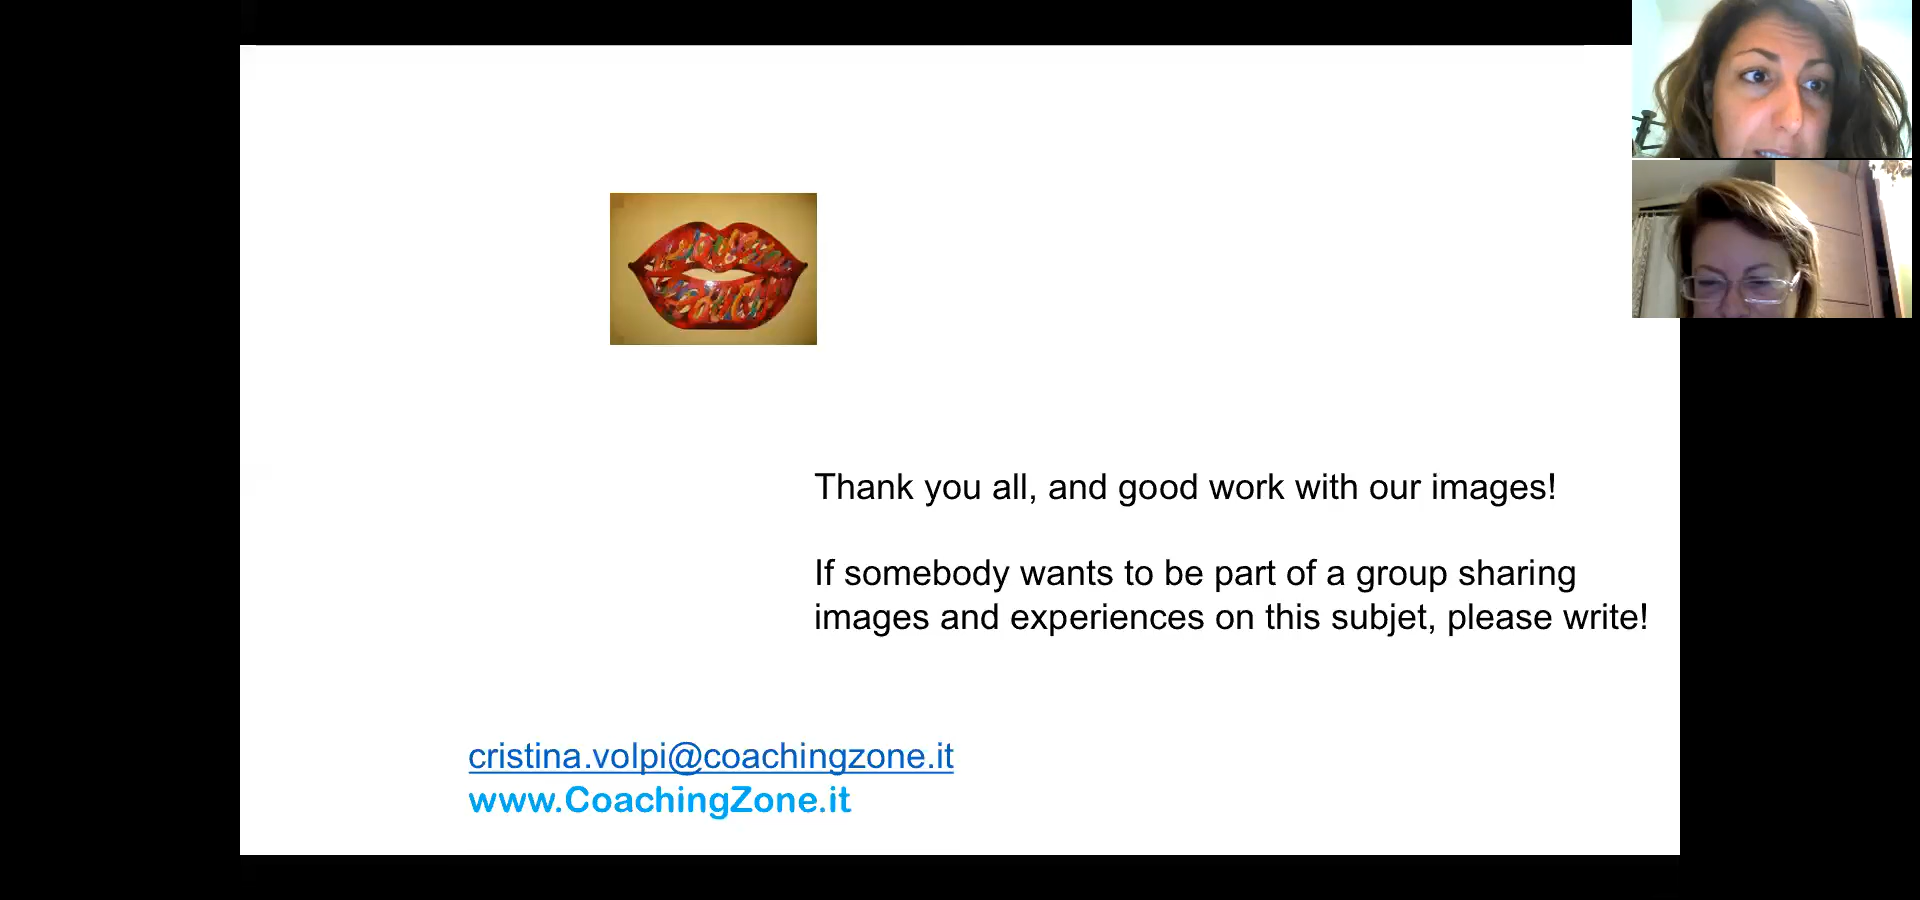 Thank you all, and good work with our images!
If somebody wants to be part of a group sharing
images and experiences on this subjet, please write!
cristina.volpi@coachingzone.it
www.CoachingZone.it